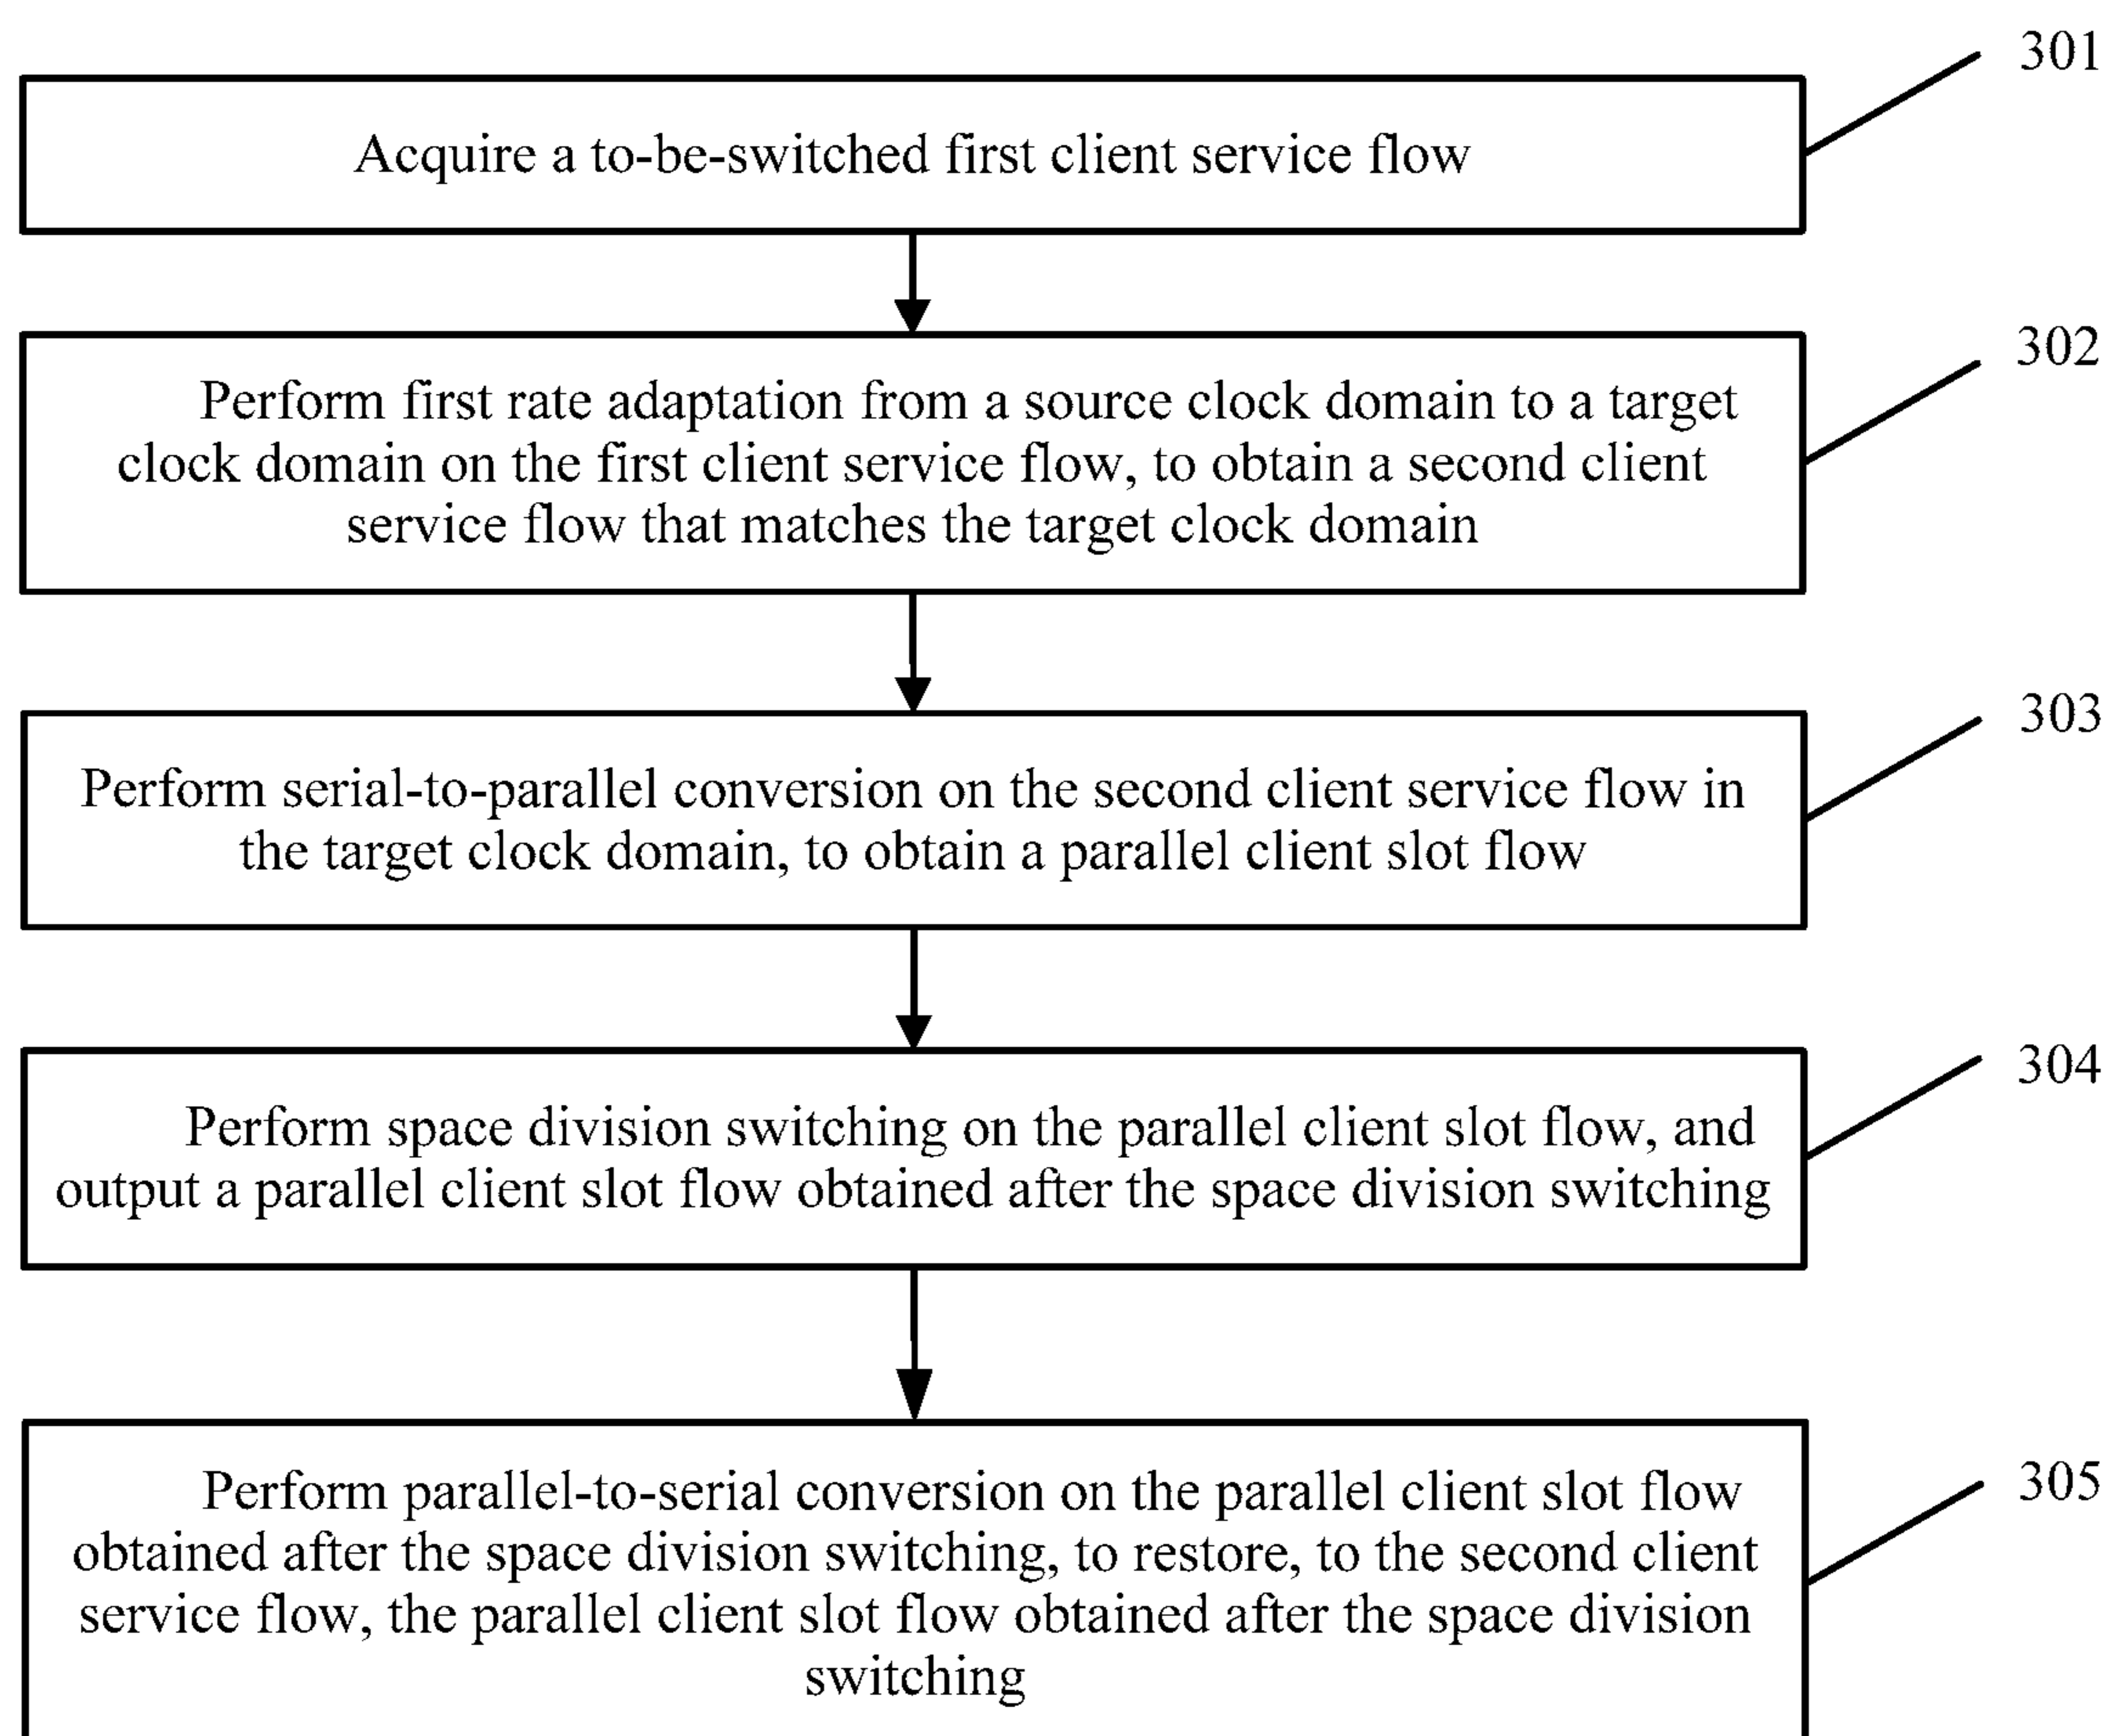 301
Acquire a to-be-switched first client service flow
302
Perform first rate adaptation from a source clock domain to a target
clock domain on the first client service flow, to obtain a second client
service flow that matches the target clock domain
303
Perform serial-to-parallel conversion on the second client service flow in
the target clock domain, to obtain a parallel client slot flow
304
Perform space division switching on the parallel client slot flow, and
output a parallel client slot flow obtained after the space division switching
305
Perform parallel-to-serial conversion on the parallel client slot flow
obtained after the space division switching, to restore, to the second client
service flow, the parallel client slot flow obtained after the space division
switching